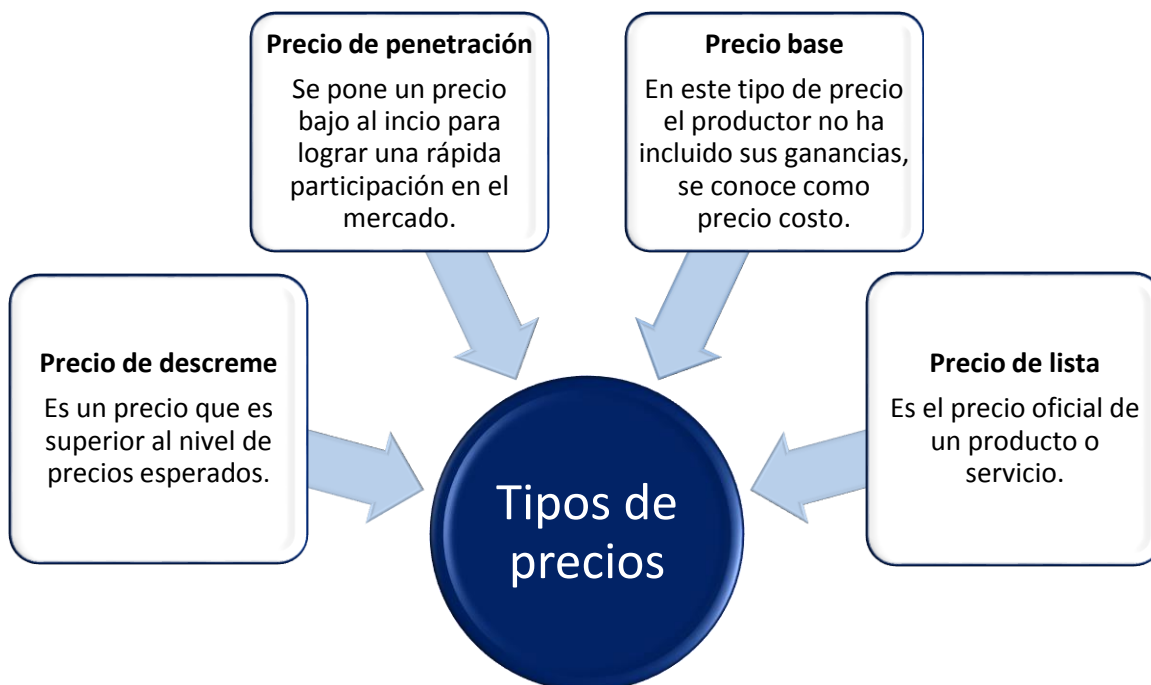 Precio de penetración
Se pone un precio
bajo al incio para
lograr una rápida
participación en el
mercado.
Precio base
En este tipo de precio
el productor no ha
incluido sus ganancias,
se conoce como
precio costo.
Precio de descreme
Es un precio que es
superior al nivel de
precios esperados.
Precio de lista
Es el precio oficial de
un producto o
servicio.
Tipos de
precios